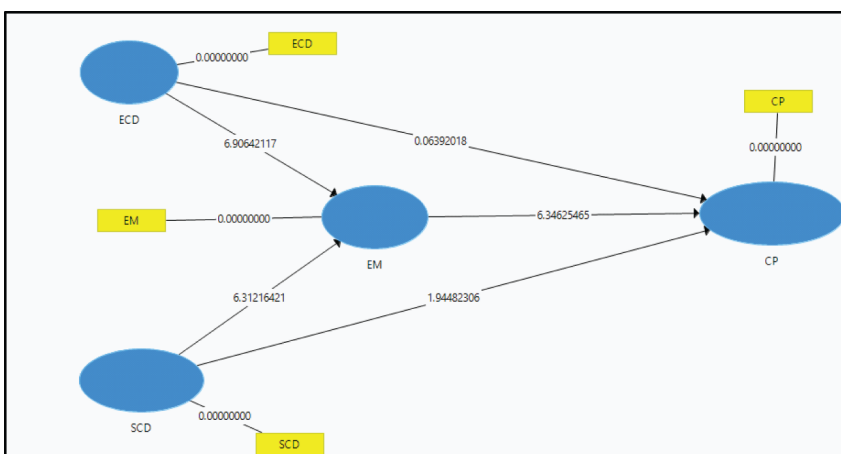 ECD
0.00000000
CP
ECD
0.06392018
6.90642117
0.00000000
EM
0.00000000
6.34625465
EM
CP
6.31216421
1.94482306
0.00000000
SCD
SCD